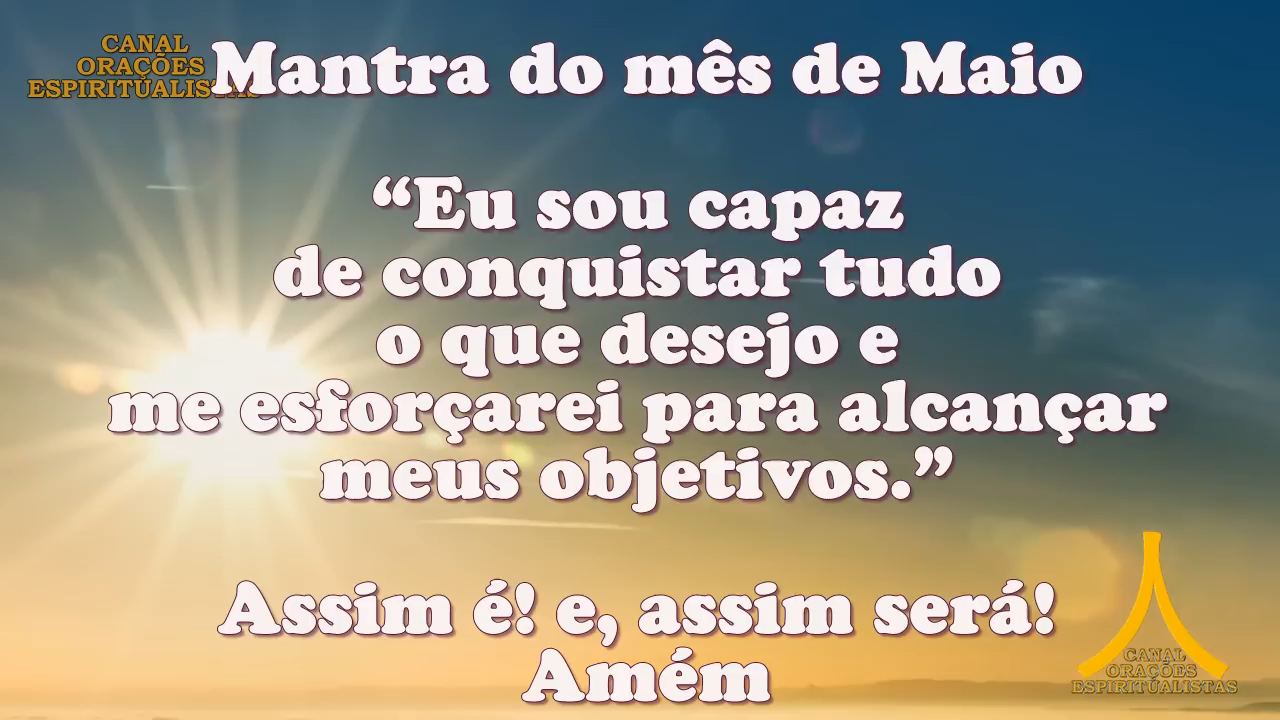 CANAL
ORAÇÕES
ESPIRITUALISTAS
Mantra do mês de Maio
“Eu sou capaz
de conquistar tudo
o que desejo e
me esforçarei para alcançar
meus objetivos.”
Assim é! e, assim será!
Amém
CANAL
ORAÇÕES
ESPIRITUALISTAS